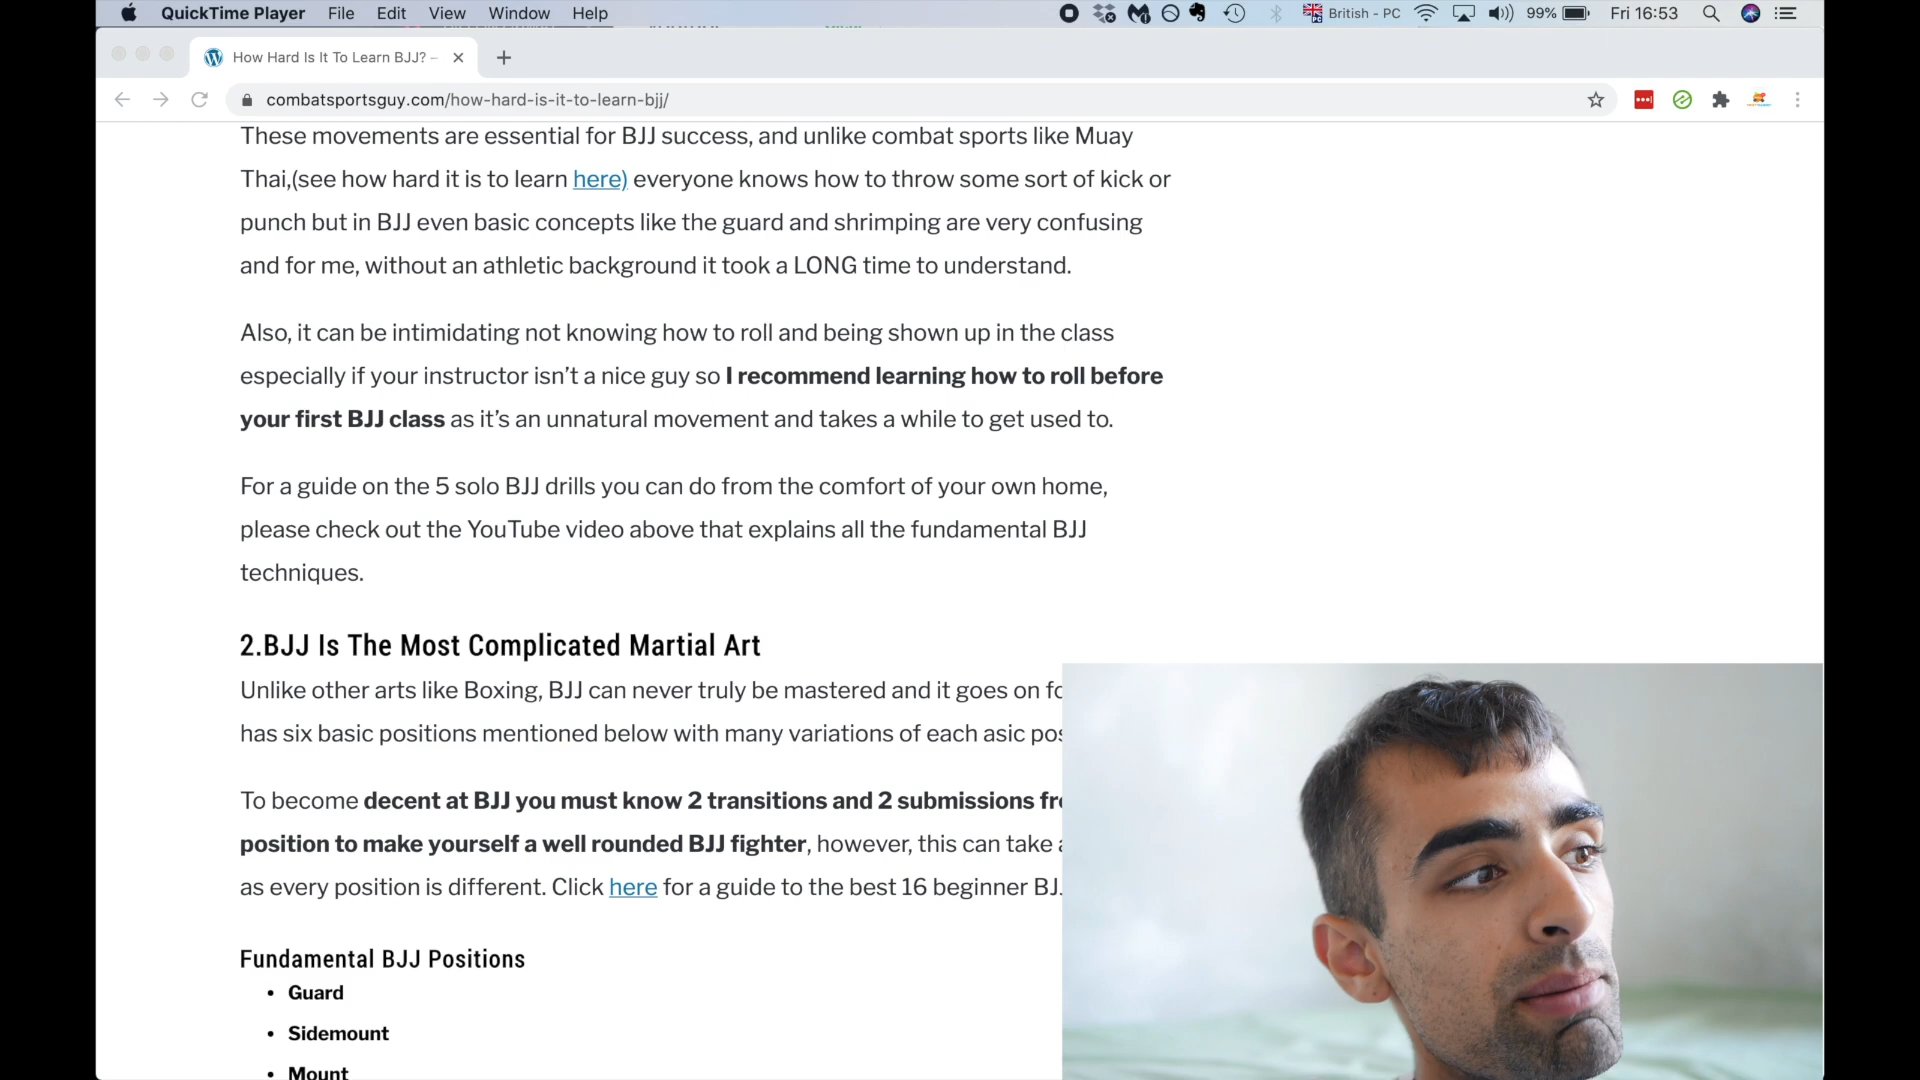 QuickTime Player File Edit View Window Help British - PC 99% Fri 16:53
How Hard Is It To Learn BJJ? –
combatsportsguy.com/how-hard-is-it-to-learn-bjj/
These movements are essential for BJJ success, and unlike combat sports like Muay
Thai,(see how hard it is to learn here) everyone knows how to throw some sort of kick or
punch but in BJJ even basic concepts like the guard and shrimping are very confusing
and for me, without an athletic background it took a LONG time to understand.
Also, it can be intimidating not knowing how to roll and being shown up in the class
especially if your instructor isn’t a nice guy so I recommend learning how to roll before
your first BJJ class as it’s an unnatural movement and takes a while to get used to.
For a guide on the 5 solo BJJ drills you can do from the comfort of your own home,
please check out the YouTube video above that explains all the fundamental BJJ
techniques.
2.BJJ Is The Most Complicated Martial Art
Unlike other arts like Boxing, BJJ can never truly be mastered and it goes on
has six basic positions mentioned below with many variations of each asic
To become decent at BJJ you must know 2 transitions and 2 submissions
position to make yourself a well rounded BJJ fighter, however, this can take
as every position is different. Click here for a guide to the best 16 beginner
Fundamental BJJ Positions
• Guard
• Sidemount
• Mount